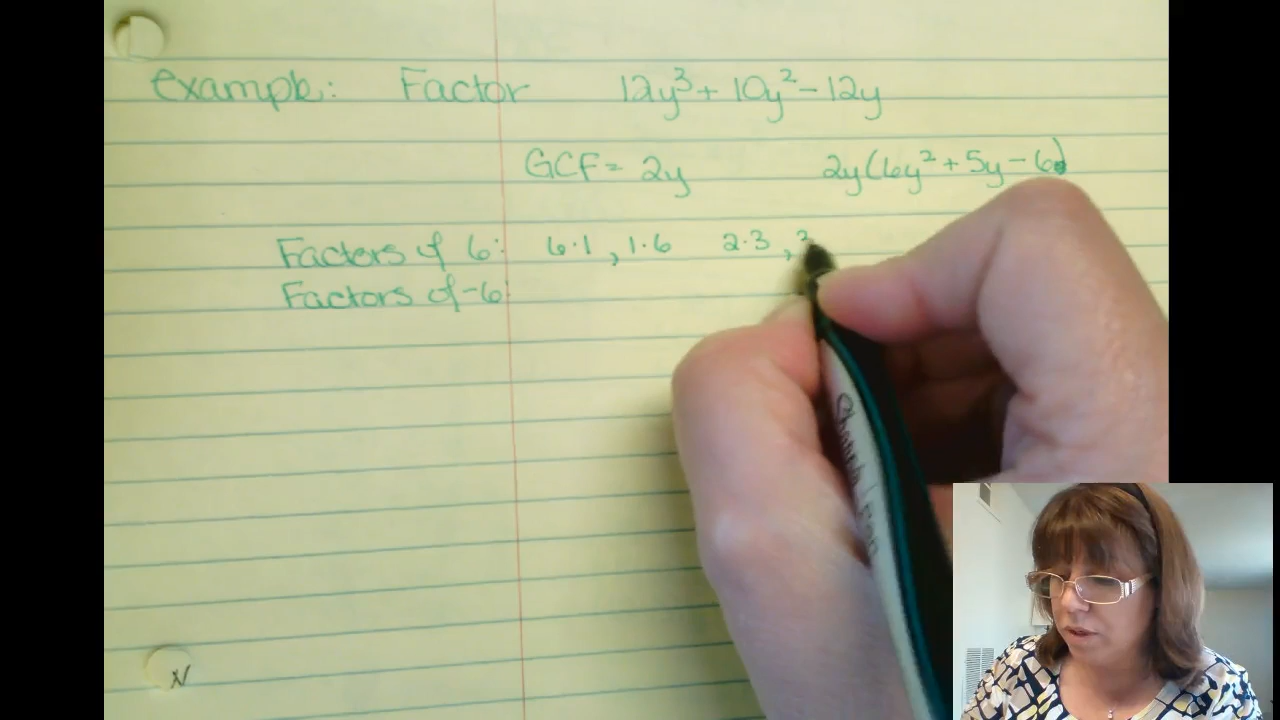 example: Factor 12y³ + 10y² - 12y
GCF = 2y 2y(6y² + 5y - 6)
Factors of 6: 6·1, 1·6 2·3, 3
Factors of -6: